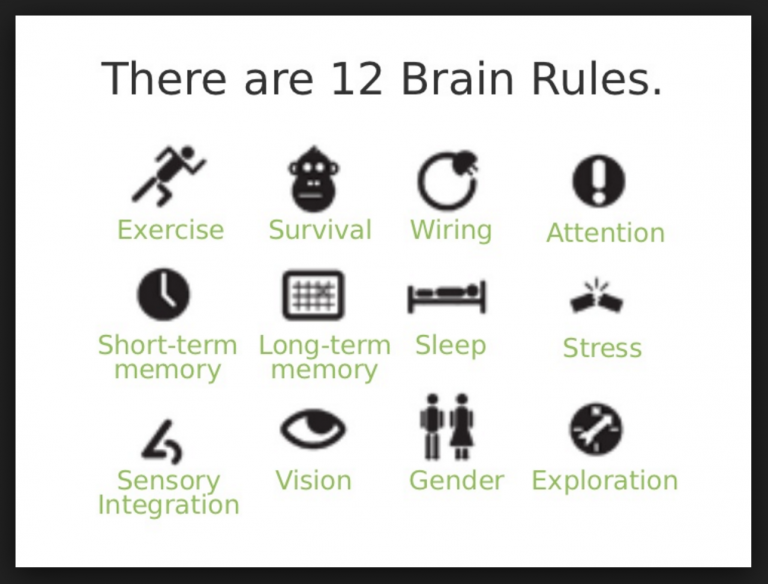 There are 12 Brain Rules.
Exercise
Survival
Wiring
Attention
Short-term
memory
Long-term
memory
Sleep
Stress
Sensory
Integration
Vision
Gender
Exploration